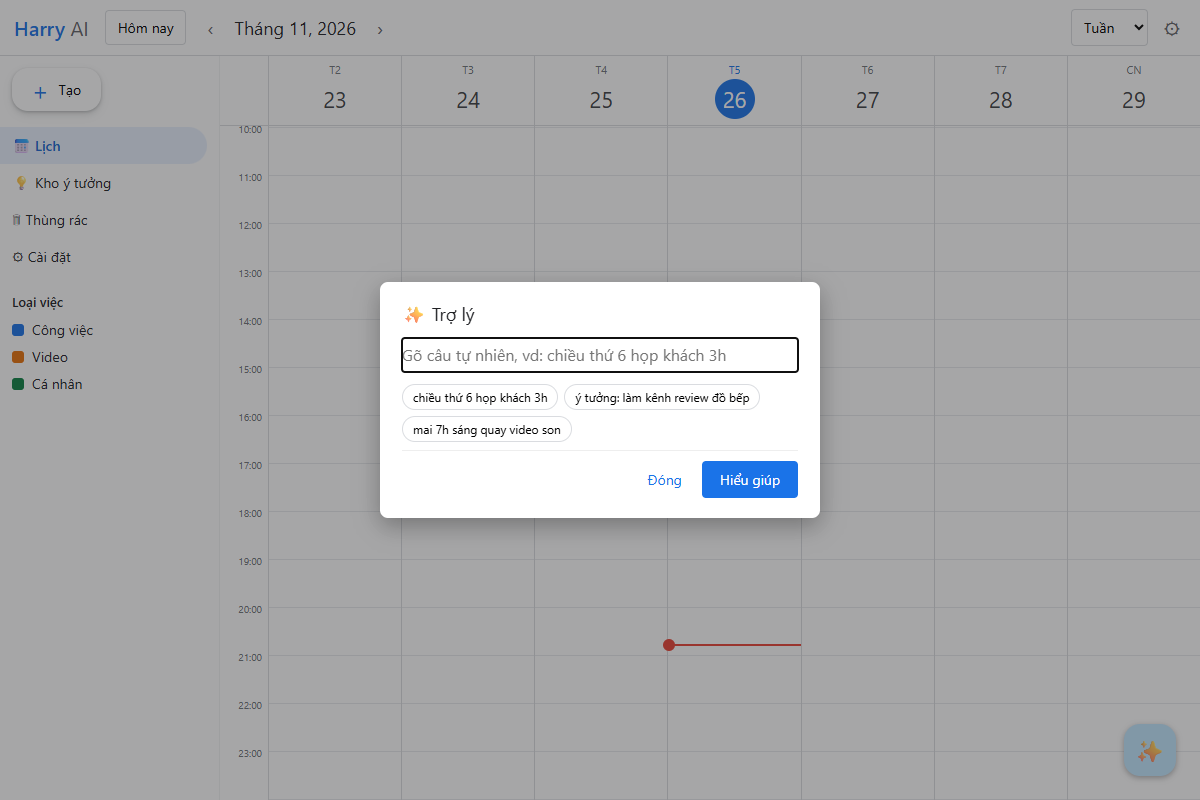 Harry AI
Hôm nay
‹
Tháng 11, 2026
›
Tuần
+ Tạo
Lịch
Kho ý tưởng
Thùng rác
Cài đặt
Loại việc
Công việc
Video
Cá nhân
T2 T3 T4 T5 T6 T7 CN
23 24 25 26 27 28 29
10:00
11:00
12:00
13:00
14:00
15:00
16:00
17:00
18:00
19:00
20:00
21:00
22:00
23:00
Trợ lý
Gõ câu tự nhiên, vd: chiều thứ 6 họp khách 3h
chiều thứ 6 họp khách 3h
ý tưởng: làm kênh review đồ bếp
mai 7h sáng quay video son
Đóng
Hiểu giúp